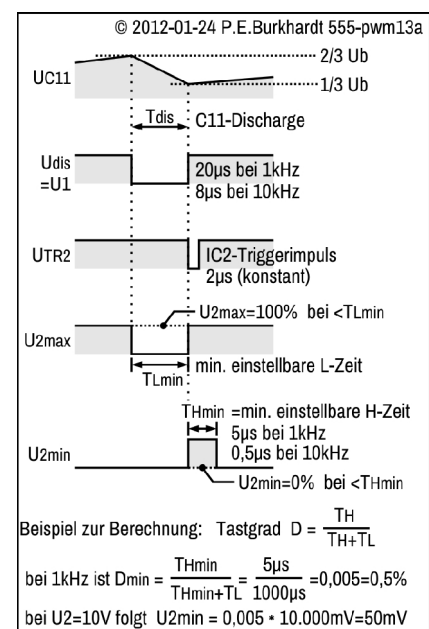 © 2012-01-24 P.E.Burkhardt 555-pwm13a
2/3 Ub
UC11
1/3 Ub
Tdis C11-Discharge
Udis
=U1
20µs bei 1kHz
8µs bei 10kHz
UTR2
IC2-Triggerimpuls
2µs (konstant)
U2max=100% bei <TLmin
U2max
min. einstellbare L-Zeit
TLmin
THmin =min. einstellbare H-Zeit
5µs bei 1kHz
0,5µs bei 10kHz
U2min
U2min=0% bei <THmin
Beispiel zur Berechnung: Tastgrad D = TH / TH+TL
bei 1kHz ist Dmin = THmin / THmin+TL = 5µs / 1000µs =0,005=0,5%
bei U2=10V folgt U2min = 0,005 * 10.000mV=50mV